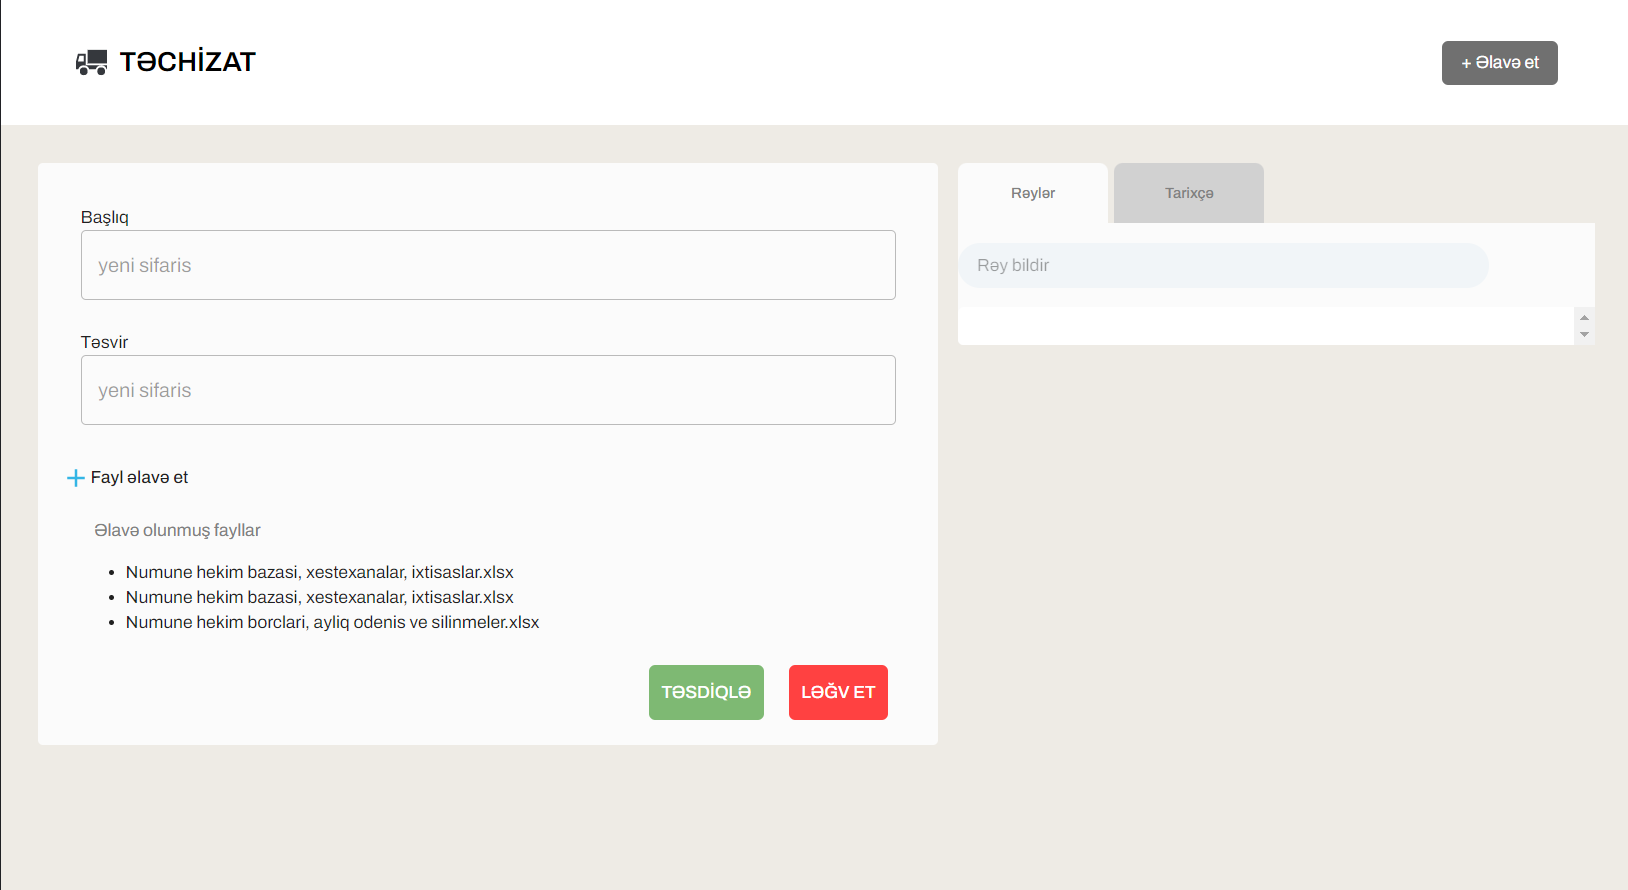 TƏCHİZAT
+ Əlavə et
Başlıq
yeni sifaris
Təsvir
yeni sifaris
Fayl əlavə et
Əlavə olunmuş fayllar
Numune hekim bazasi, xestexanalar, ixtisaslar.xlsx
Numune hekim bazasi, xestexanalar, ixtisaslar.xlsx
Numune hekim borclari, ayliq odenis ve silinmeler.xlsx
TƏSDİQLƏ
LƏĞV ET
Rəylər
Tarixçə
Rəy bildir